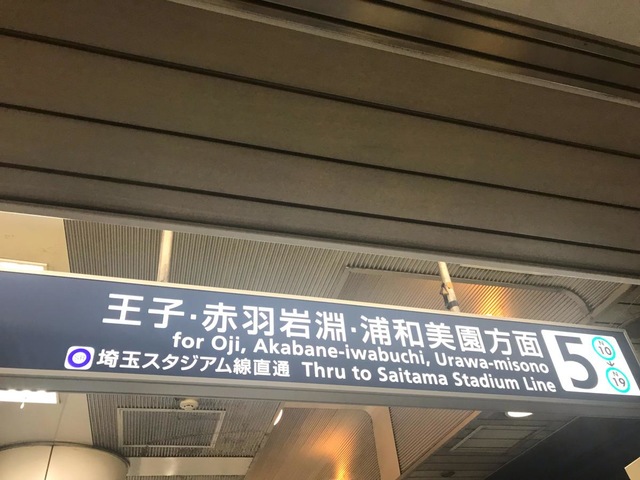 王子・赤羽岩淵・浦和美園方面
for Oji, Akabane-iwabuchi, Urawa-misono
埼玉スタジアム線直通 Thru to Saitama Stadium Line
5
N
10
N
19